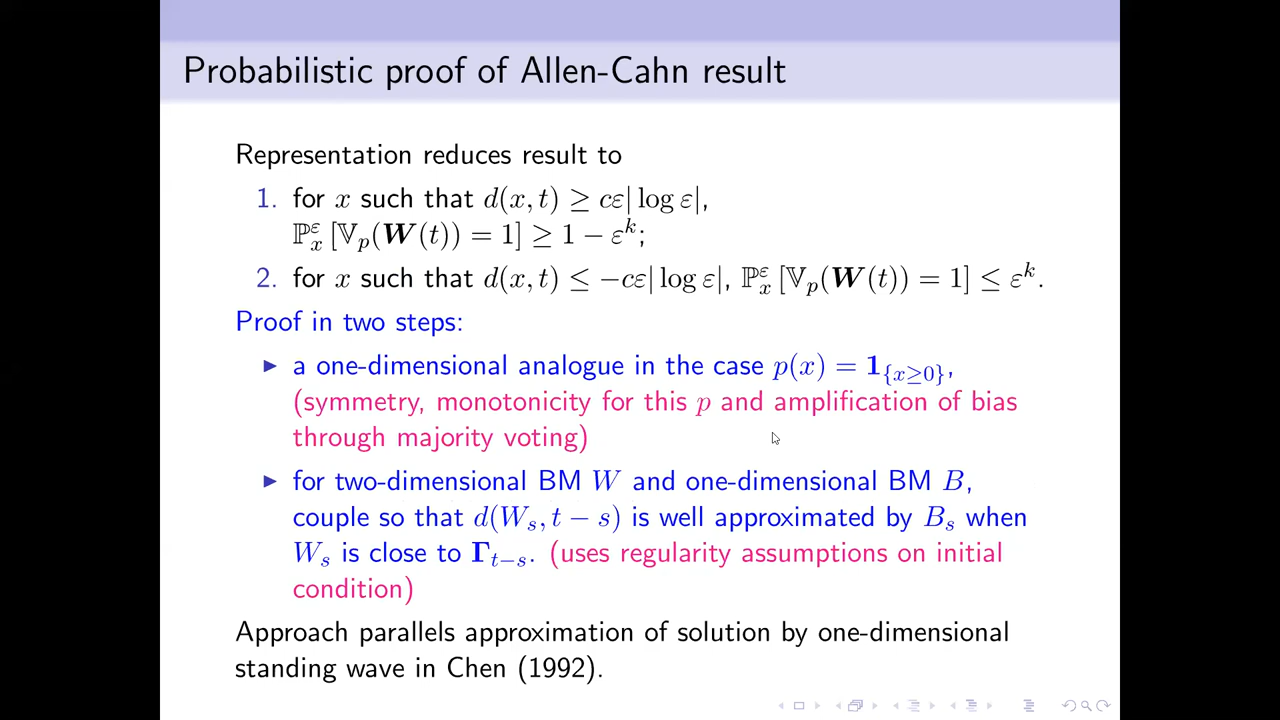 Probabilistic proof of Allen-Cahn result
Representation reduces result to
1. for x such that d(x, t) ≥ cε| log ε|,
ℙ^ε_x [𝕍_p(W(t)) = 1] ≥ 1 − ε^k;
2. for x such that d(x, t) ≤ −cε| log ε|, ℙ^ε_x [𝕍_p(W(t)) = 1] ≤ ε^k.
Proof in two steps:
▶ a one-dimensional analogue in the case p(x) = 1_{x≥0},
(symmetry, monotonicity for this p and amplification of bias
through majority voting)
▶ for two-dimensional BM W and one-dimensional BM B,
couple so that d(W_s, t − s) is well approximated by B_s when
W_s is close to Γ_{t−s}. (uses regularity assumptions on initial
condition)
Approach parallels approximation of solution by one-dimensional
standing wave in Chen (1992).